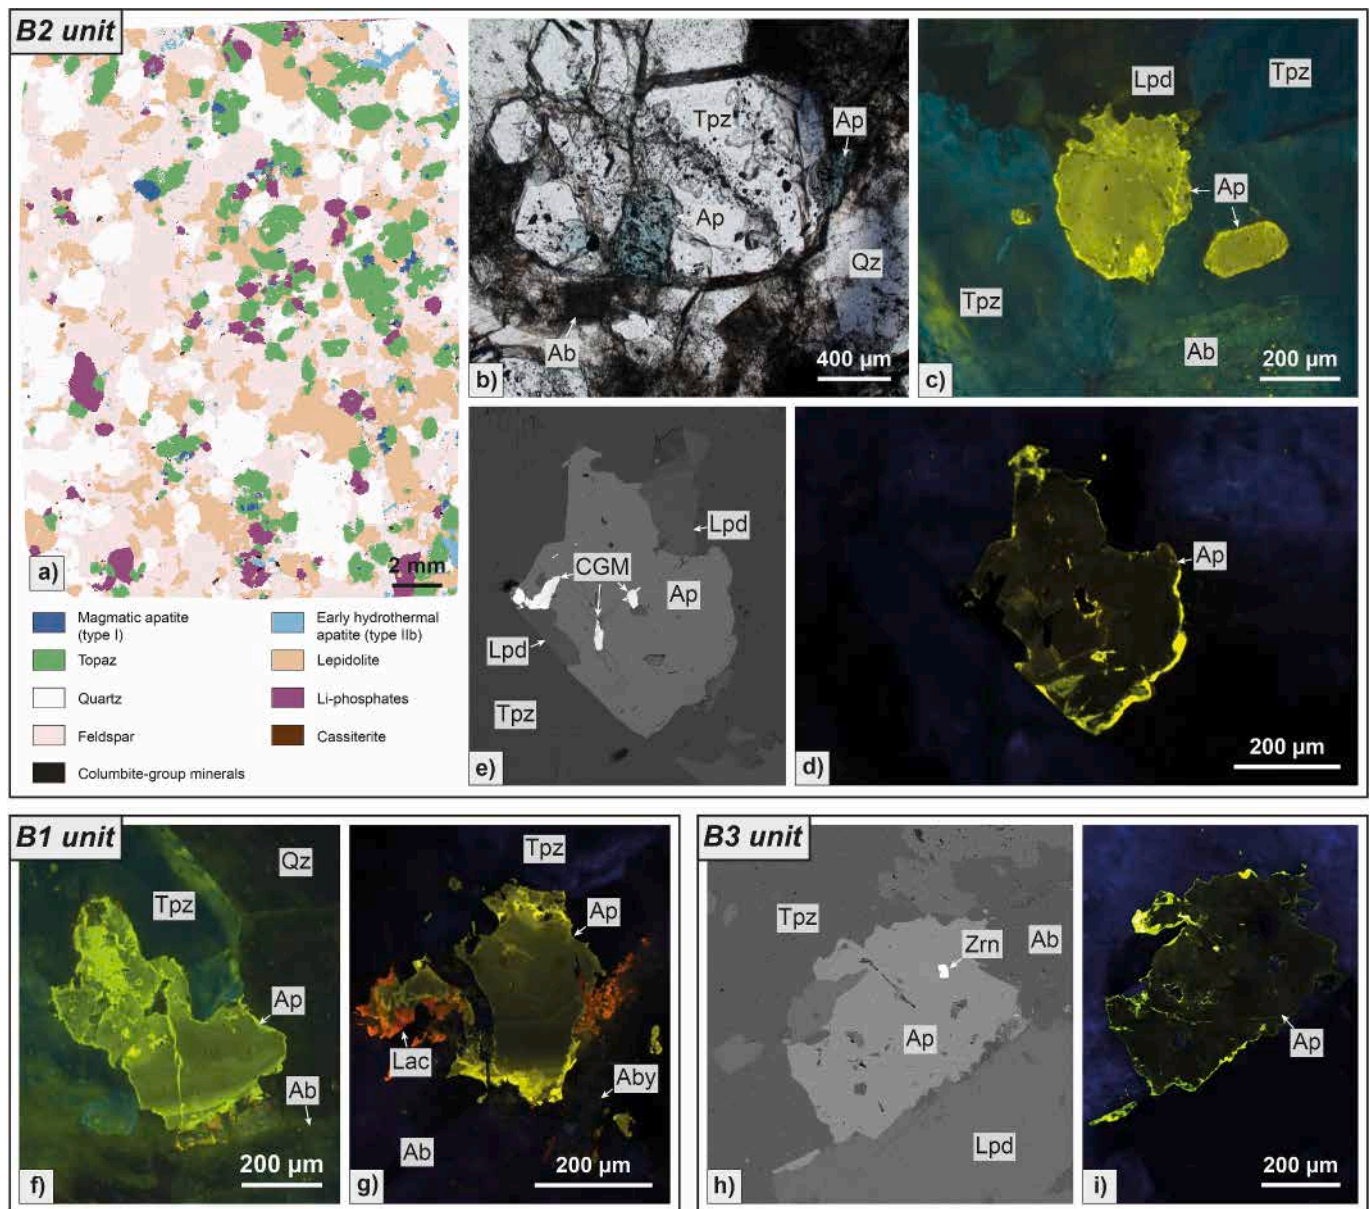 B2 unit
a)
2 mm
Magmatic apatite
(type I)
Early hydrothermal
apatite (type IIb)
Topaz
Lepidolite
Quartz
Li-phosphates
Feldspar
Cassiterite
Columbite-group minerals
Tpz
Ap
Ap
Qz
Ab
b)
400 µm
Lpd
Tpz
Ap
Tpz
Ab
c)
200 µm
Lpd
CGM
Ap
Lpd
Tpz
e)
Ap
200 µm
d)
B1 unit
Qz
Tpz
Ap
Ab
f)
200 µm
Tpz
Ap
Lac
Aby
Ab
g)
200 µm
B3 unit
Tpz
Zrn
Ab
Ap
Lpd
h)
Ap
i)
200 µm